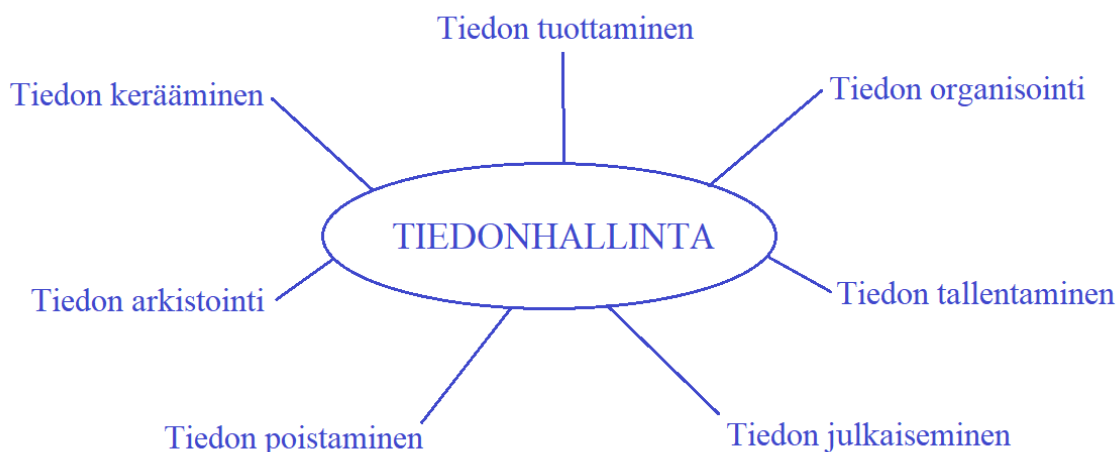 Tiedon tuottaminen
Tiedon kerääminen
Tiedon organisointi
TIEDONHALLINTA
Tiedon arkistointi
Tiedon tallentaminen
Tiedon poistaminen
Tiedon julkaiseminen